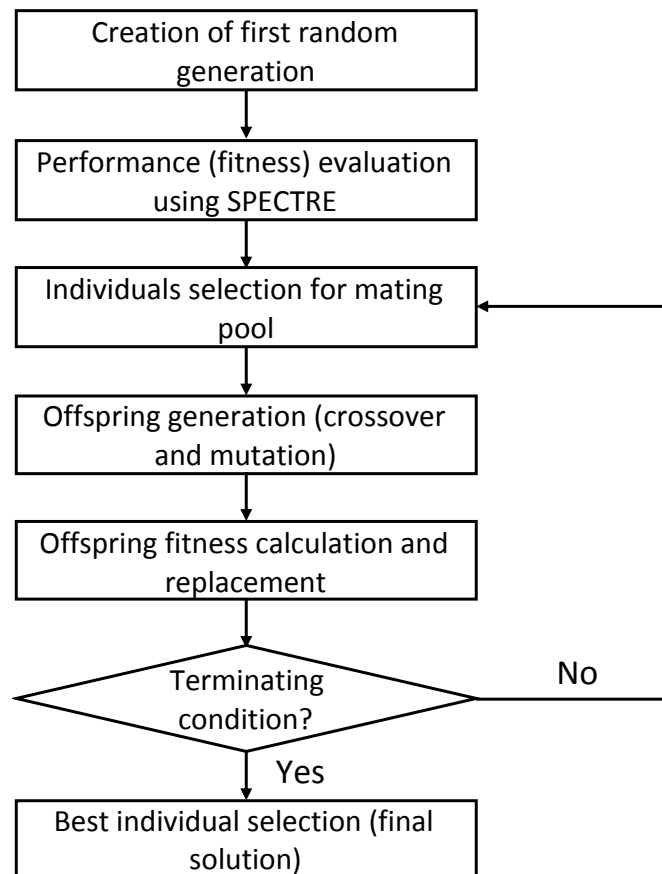 Creation of first random
generation
Performance (fitness) evaluation
using SPECTRE
Individuals selection for mating
pool
Offspring generation (crossover
and mutation)
Offspring fitness calculation and
replacement
Terminating
condition?
No
Yes
Best individual selection (final
solution)